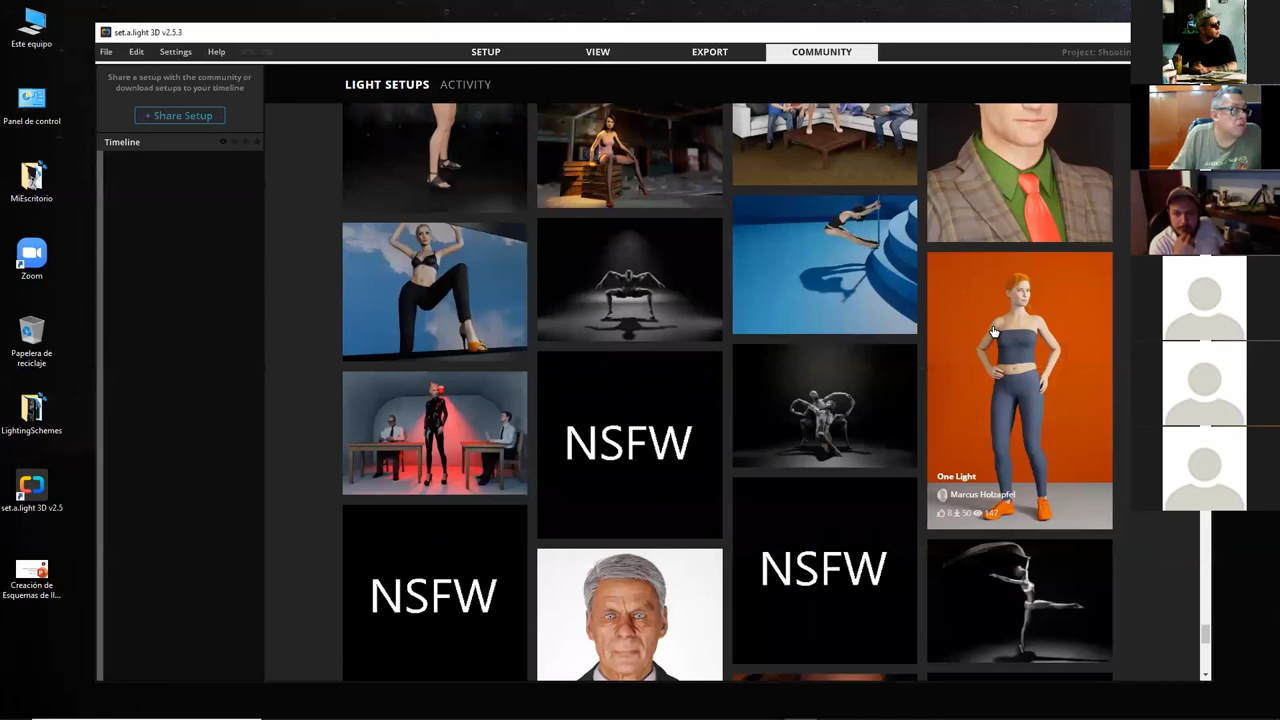 Este equipo
Panel de control
MiEscritorio
Zoom
Papelera de
reciclaje
LightingSchemes
set.a.light 3D v2.5
Creación de
Esquemas de Il...
set.a.light 3D v2.5.3
File Edit Settings Help
SETUP VIEW EXPORT COMMUNITY
Project: Shootin
Share a setup with the community or
download setups to your timeline
+ Share Setup
Timeline
LIGHT SETUPS ACTIVITY
NSFW
NSFW
NSFW
One Light
Marcus Holzapfel
8 50 147